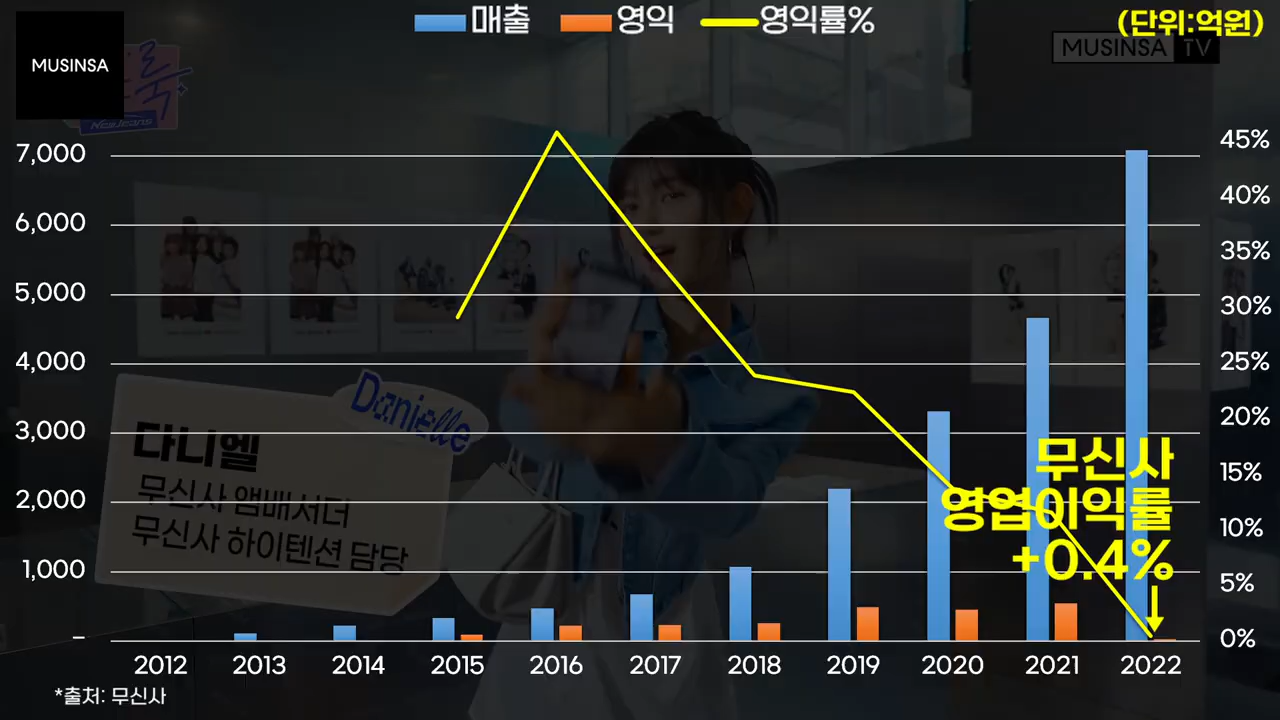 매출 영익 영익률%
(단위:억원)
MUSINSA TV
MUSINSA
룩
NewJeans
7,000
6,000
5,000
4,000
3,000
2,000
1,000
–
45%
40%
35%
30%
25%
20%
15%
10%
5%
0%
Danielle
다니엘
무신사 앰배서더
무신사 하이텐션 담당
무신사
영업이익률
+0.4%
2012 2013 2014 2015 2016 2017 2018 2019 2020 2021 2022
*출처: 무신사